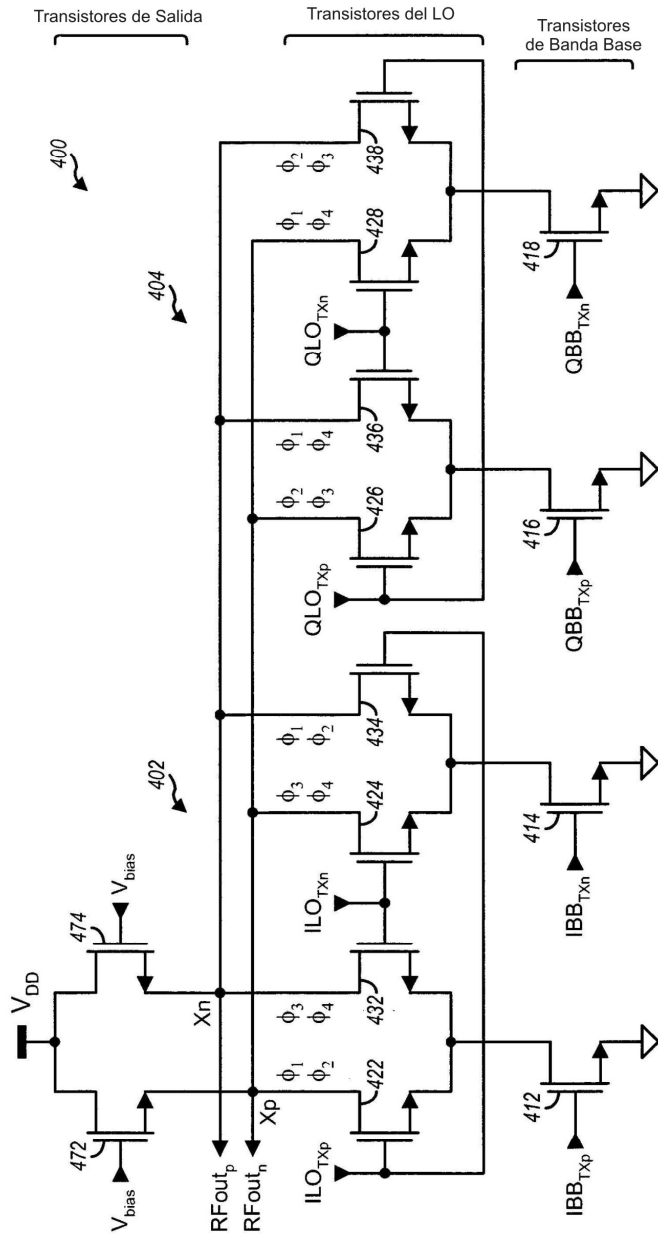 Transistores de Salida
Transistores del LO
Transistores
de Banda Base
400
404
402
V_DD
V_bias
472
474
V_bias
Xn
Xp
RFout_p
RFout_n
ϕ1 ϕ2
ϕ3 ϕ4
ϕ3 ϕ4
ϕ1 ϕ2
ϕ2 ϕ3
ϕ1 ϕ4
ϕ1 ϕ4
ϕ2 ϕ3
ILO_TXp
ILO_TXn
QLO_TXp
QLO_TXn
422
432
424
434
426
436
428
438
IBB_TXp
412
IBB_TXn
414
QBB_TXp
416
QBB_TXn
418